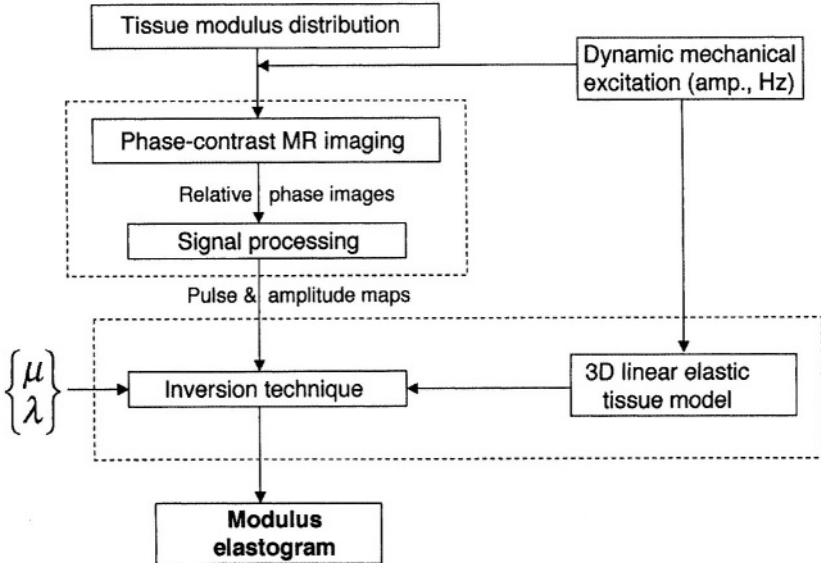 Tissue modulus distribution
Dynamic mechanical
excitation (amp., Hz)
Phase-contrast MR imaging
Relative phase images
Signal processing
Pulse & amplitude maps
μ
λ
Inversion technique
3D linear elastic
tissue model
Modulus
elastogram